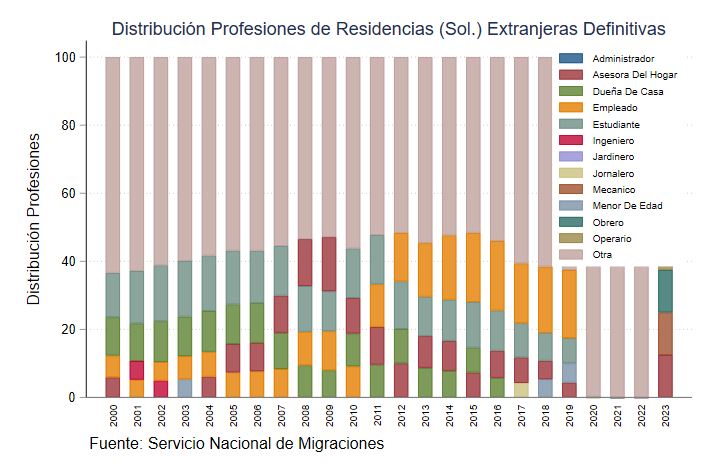 Distribución Profesiones de Residencias (Sol.) Extranjeras Definitivas
Distribución Profesiones
100
80
60
40
20
0
Administrador
Asesora Del Hogar
Dueña De Casa
Empleado
Estudiante
Ingeniero
Jardinero
Jornalero
Mecanico
Menor De Edad
Obrero
Operario
Otra
2000
2001
2002
2003
2004
2005
2006
2007
2008
2009
2010
2011
2012
2013
2014
2015
2016
2017
2018
2019
2020
2021
2022
2023
Fuente: Servicio Nacional de Migraciones